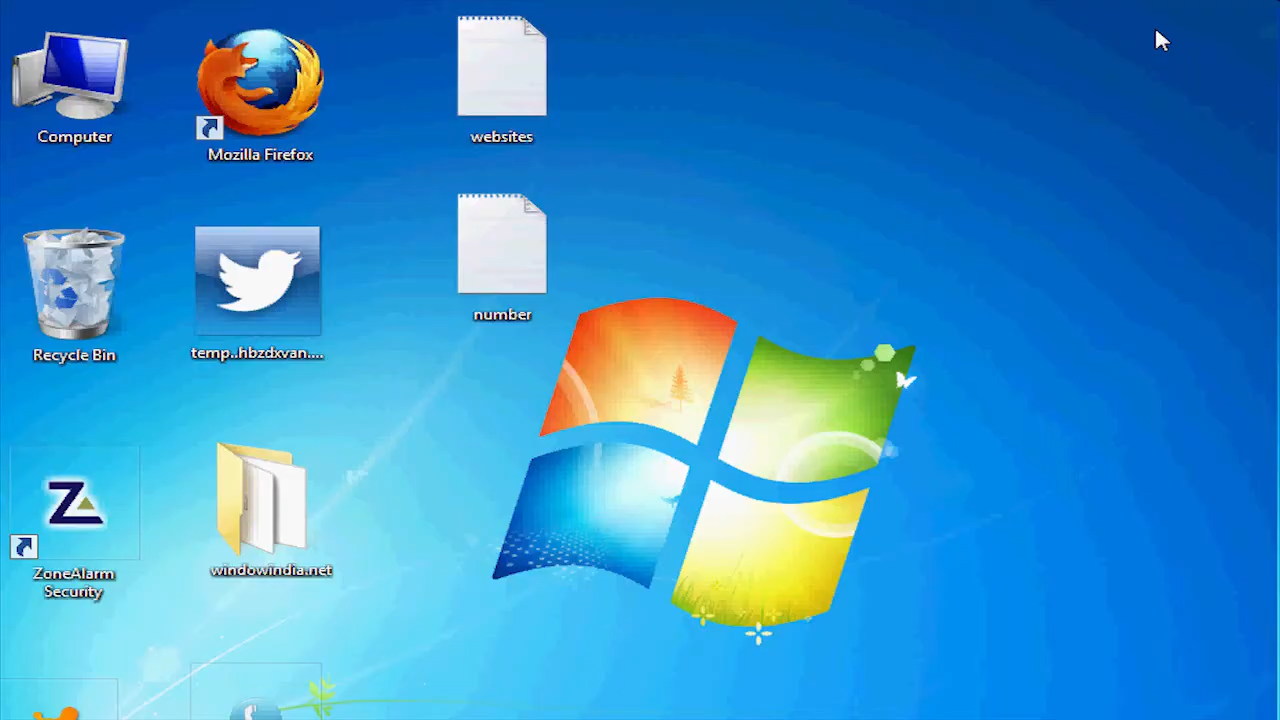 Computer
Mozilla Firefox
websites
number
Recycle Bin
temp..hbzdxvan....
ZoneAlarm
Security
windowindia.net